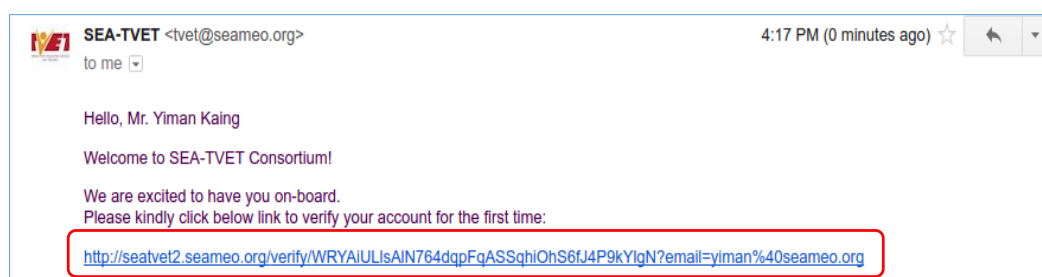 SEA-TVET <tvet@seameo.org> 4:17 PM (0 minutes ago)
to me
Hello, Mr. Yiman Kaing
Welcome to SEA-TVET Consortium!
We are excited to have you on-board.
Please kindly click below link to verify your account for the first time:
http://seatvet2.seameo.org/verify/WRYAiULIsAlN764dqpFqASSqhiOhS6fJ4P9kYIgN?email=yiman%40seameo.org